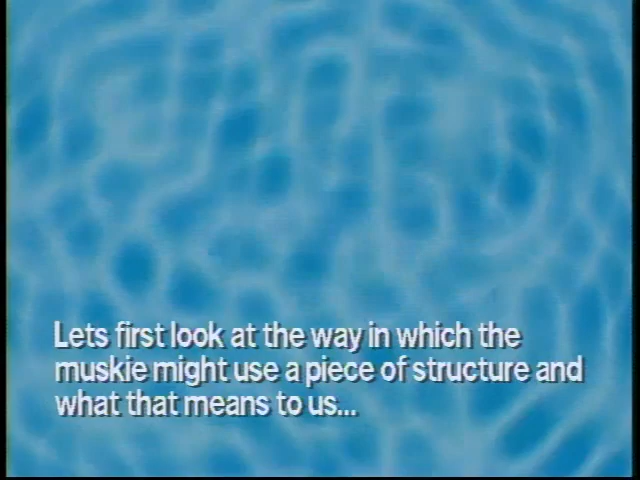 Lets first look at the way in which the
muskie might use a piece of structure and
what that means to us...